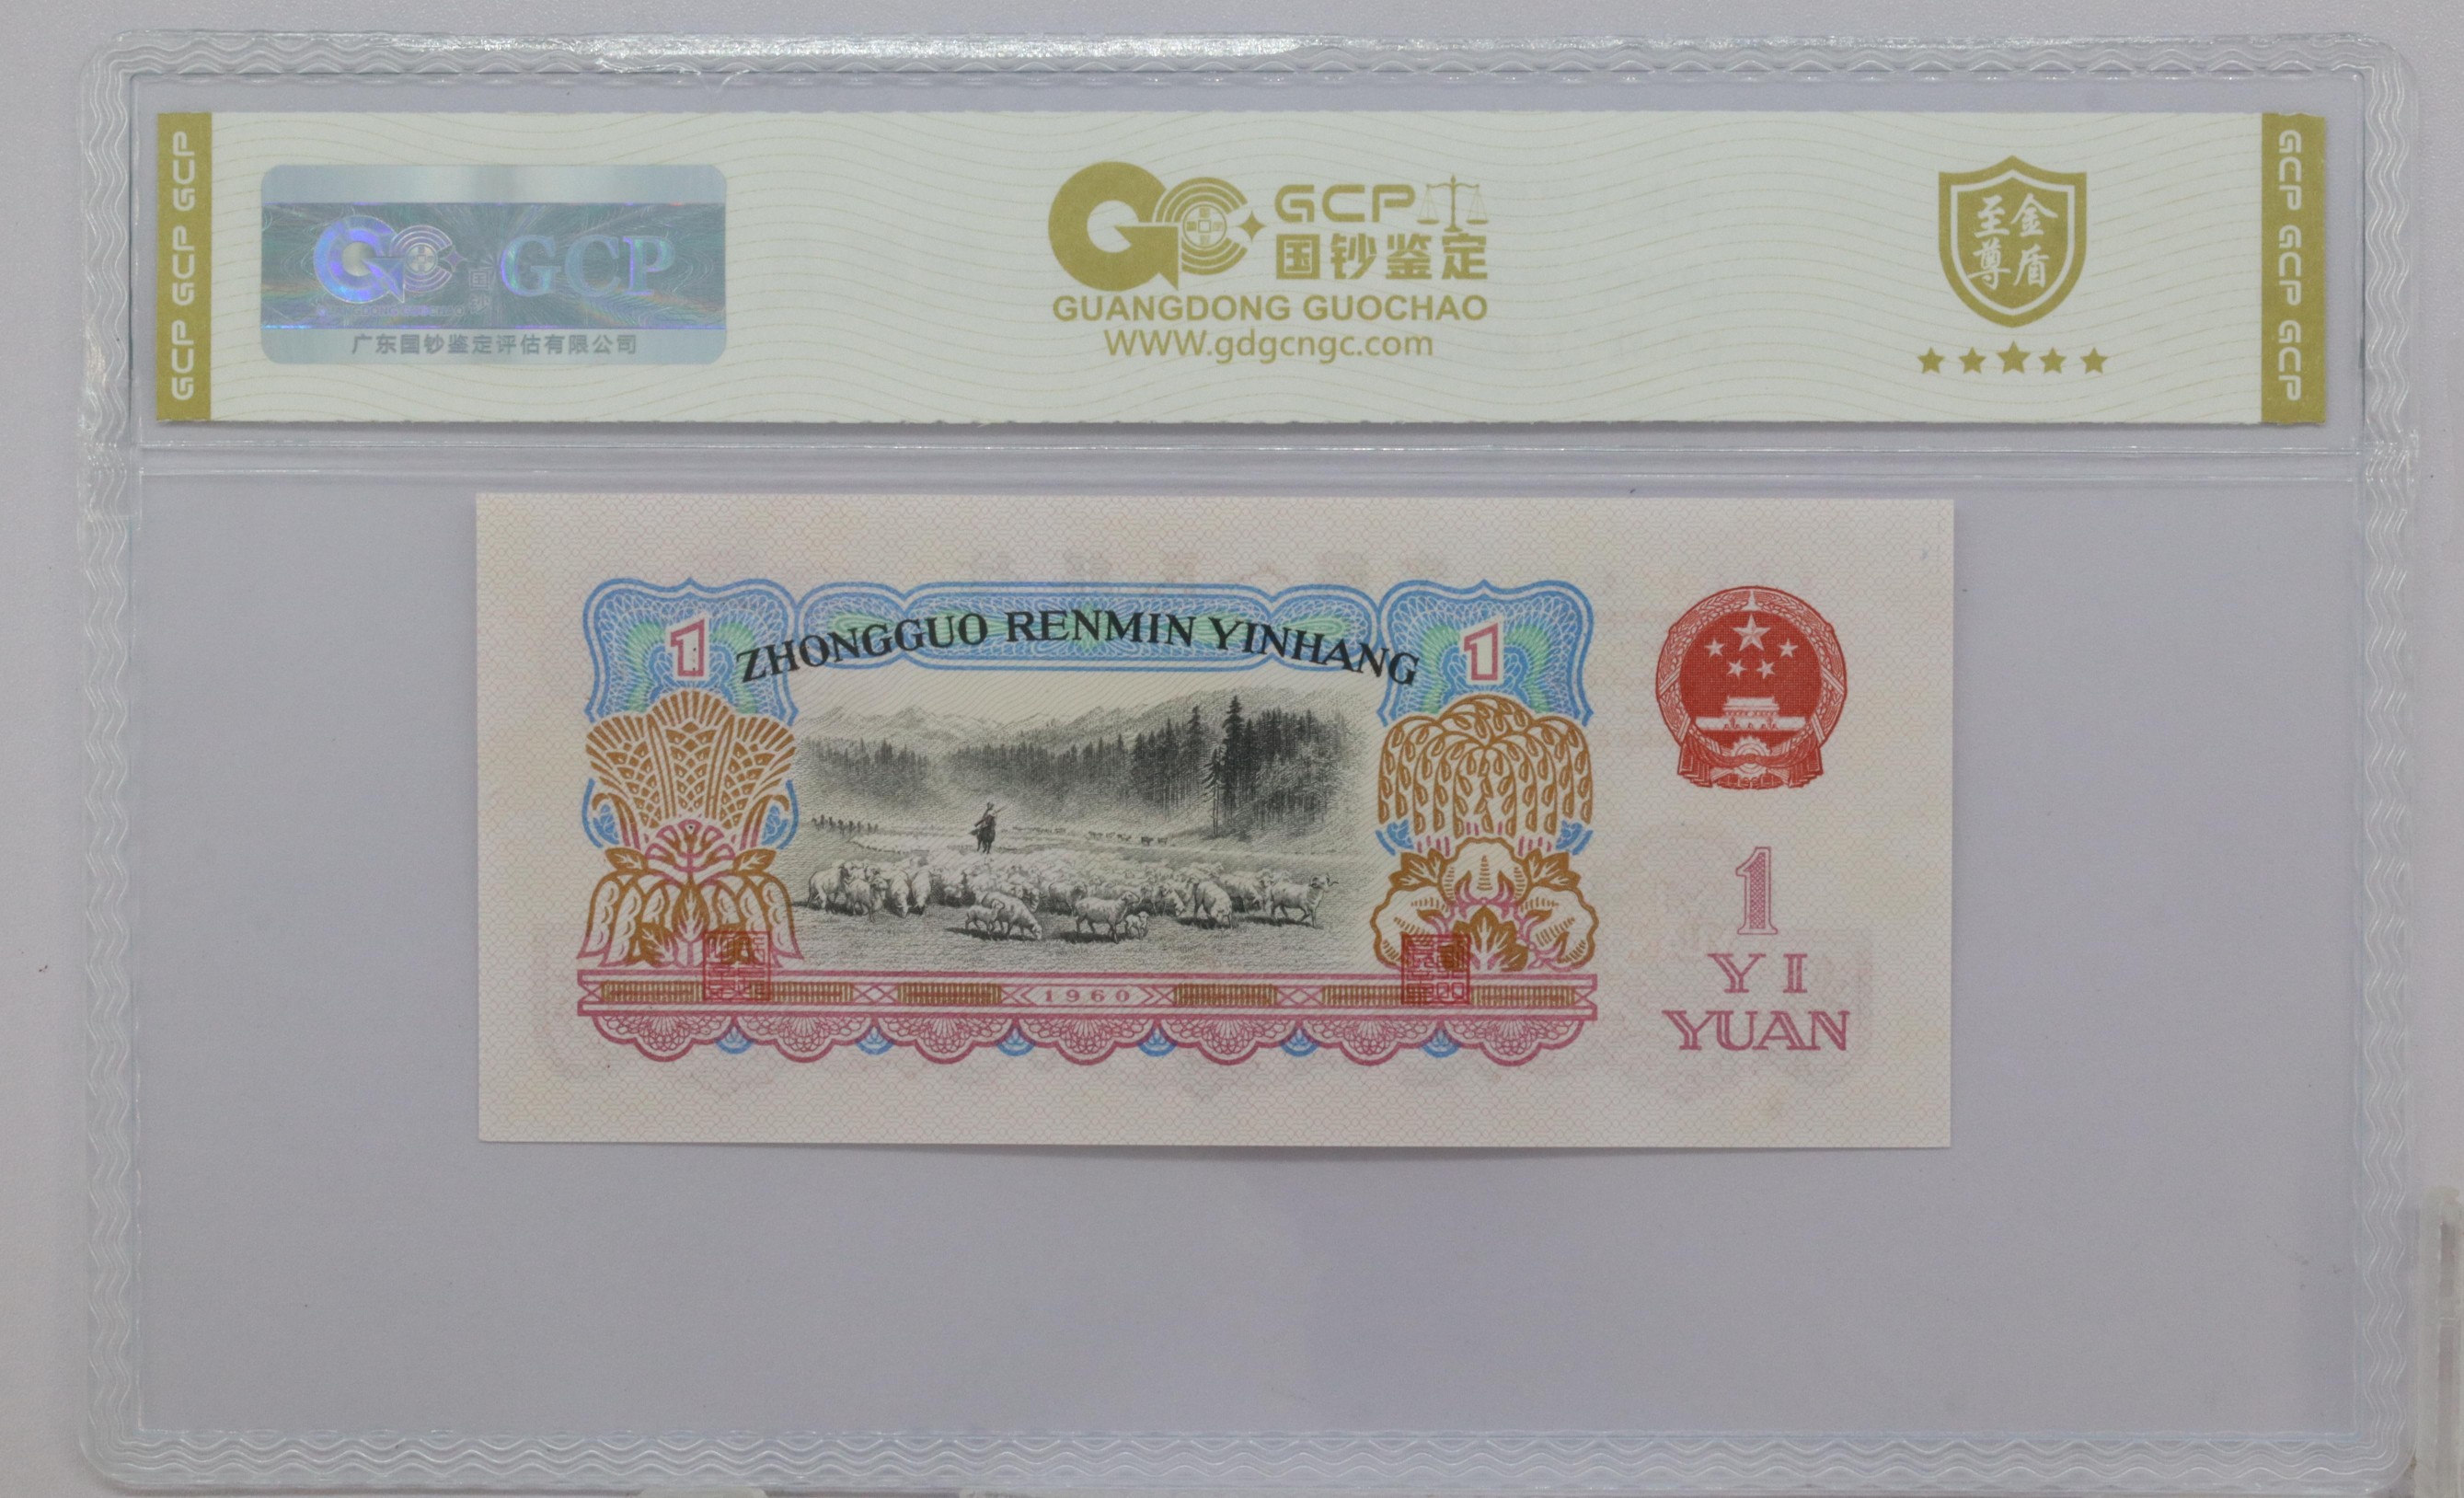 GCP GCP GCP
GCP
GUANGDONG GUOCHAO
广东国钞鉴定评估有限公司
GCP
国钞鉴定
GUANGDONG GUOCHAO
WWW.gdgcngc.com
至尊
金盾
GCP GCP GCP
ZHONGGUO RENMIN YINHANG
1
1
1960
1
YI
YUAN